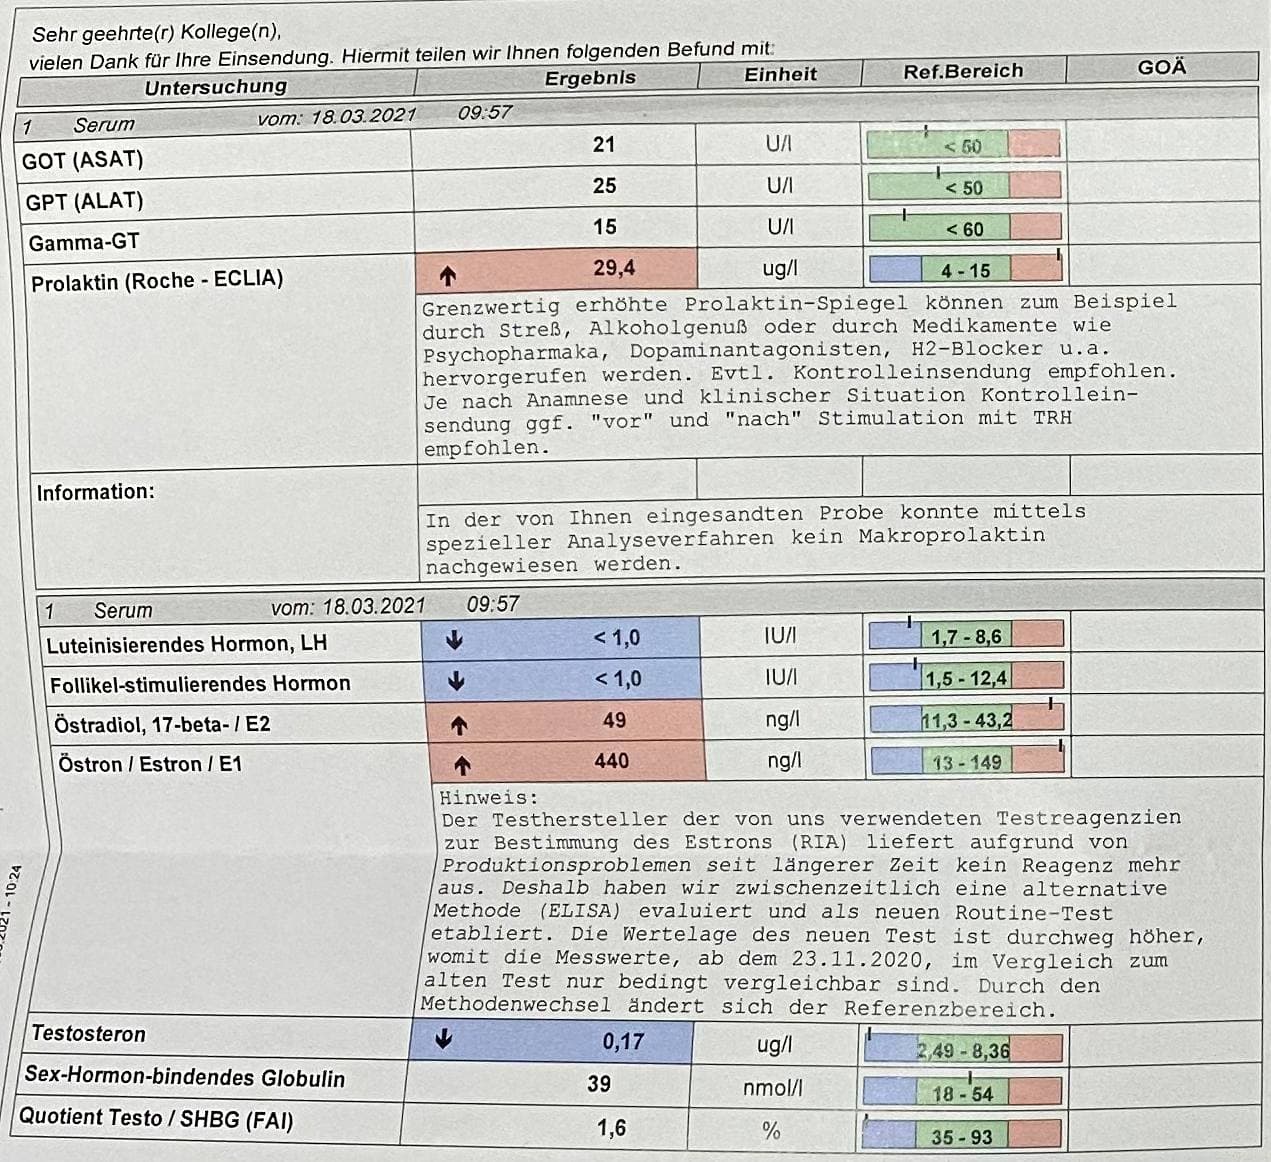 Sehr geehrte(r) Kollege(n),
vielen Dank für Ihre Einsendung. Hiermit teilen wir Ihnen folgenden Befund mit:
Untersuchung Ergebnis Einheit Ref.Bereich GOÄ
1 Serum vom: 18.03.2021 09:57
GOT (ASAT) 21 U/l < 50
GPT (ALAT) 25 U/l < 50
Gamma-GT 15 U/l < 60
Prolaktin (Roche - ECLIA) ↑ 29,4 ug/l 4 - 15
Grenzwertig erhöhte Prolaktin-Spiegel können zum Beispiel
durch Streß, Alkoholgenuß oder durch Medikamente wie
Psychopharmaka, Dopaminantagonisten, H2-Blocker u.a.
hervorgerufen werden. Evtl. Kontrolleinsendung empfohlen.
Je nach Anamnese und klinischer Situation Kontrollein-
sendung ggf. "vor" und "nach" Stimulation mit TRH
empfohlen.
Information:
In der von Ihnen eingesandten Probe konnte mittels
spezieller Analyseverfahren kein Makroprolaktin
nachgewiesen werden.
1 Serum vom: 18.03.2021 09:57
Luteinisierendes Hormon, LH ↓ < 1,0 IU/l 1,7 - 8,6
Follikel-stimulierendes Hormon ↓ < 1,0 IU/l 1,5 - 12,4
Östradiol, 17-beta- / E2 ↑ 49 ng/l 11,3 - 43,2
Östron / Estron / E1 ↑ 440 ng/l 13 - 149
Hinweis:
Der Testhersteller der von uns verwendeten Testreagenzien
zur Bestimmung des Estrons (RIA) liefert aufgrund von
Produktionsproblemen seit längerer Zeit kein Reagenz mehr
aus. Deshalb haben wir zwischenzeitlich eine alternative
Methode (ELISA) evaluiert und als neuen Routine-Test
etabliert. Die Wertelage des neuen Test ist durchweg höher,
womit die Messwerte, ab dem 23.11.2020, im Vergleich zum
alten Test nur bedingt vergleichbar sind. Durch den
Methodenwechsel ändert sich der Referenzbereich.
Testosteron ↓ 0,17 ug/l 2,49 - 8,36
Sex-Hormon-bindendes Globulin 39 nmol/l 18 - 54
Quotient Testo / SHBG (FAI) 1,6 % 35 - 93
2021 - 10:24